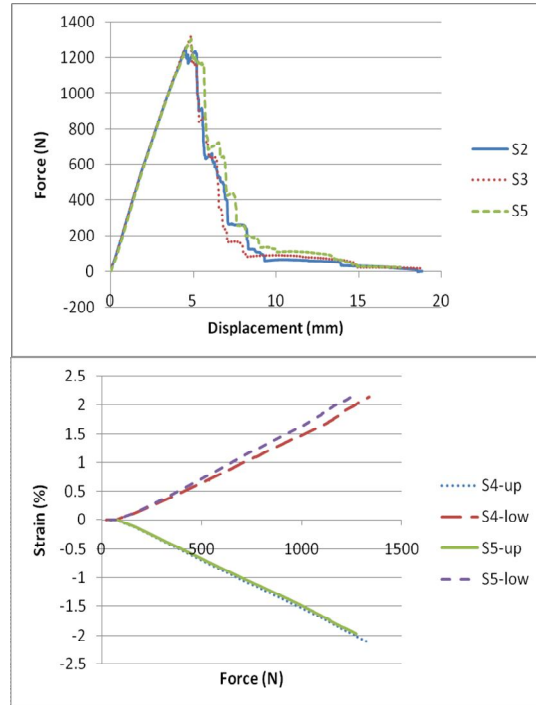 1400
1200
1000
800
600
400
200
0
-200
Force (N)
0 5 10 15 20
Displacement (mm)
S2
S3
S5
2.5
2
1.5
1
0.5
0
-0.5
-1
-1.5
-2
-2.5
Strain (%)
0 500 1000 1500
Force (N)
S4-up
S4-low
S5-up
S5-low